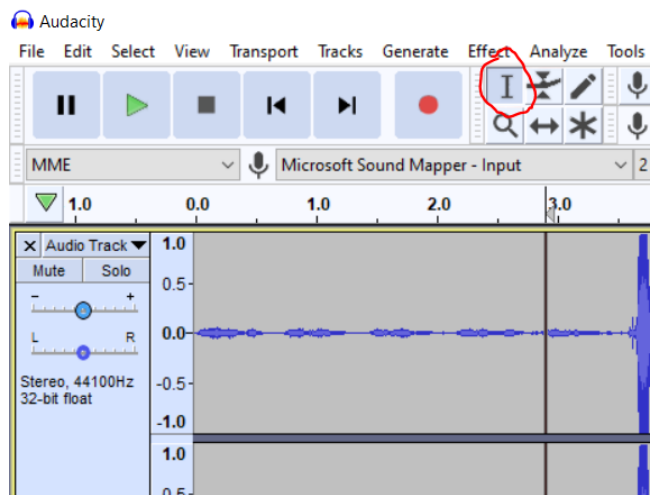 Audacity
File Edit Select View Transport Tracks Generate Effect Analyze Tools
MME Microsoft Sound Mapper - Input 2
1.0 0.0 1.0 2.0 3.0
Audio Track
Mute Solo
- +
L R
Stereo, 44100Hz
32-bit float
1.0
0.5-
0.0-
-0.5-
-1.0
1.0
0.5-